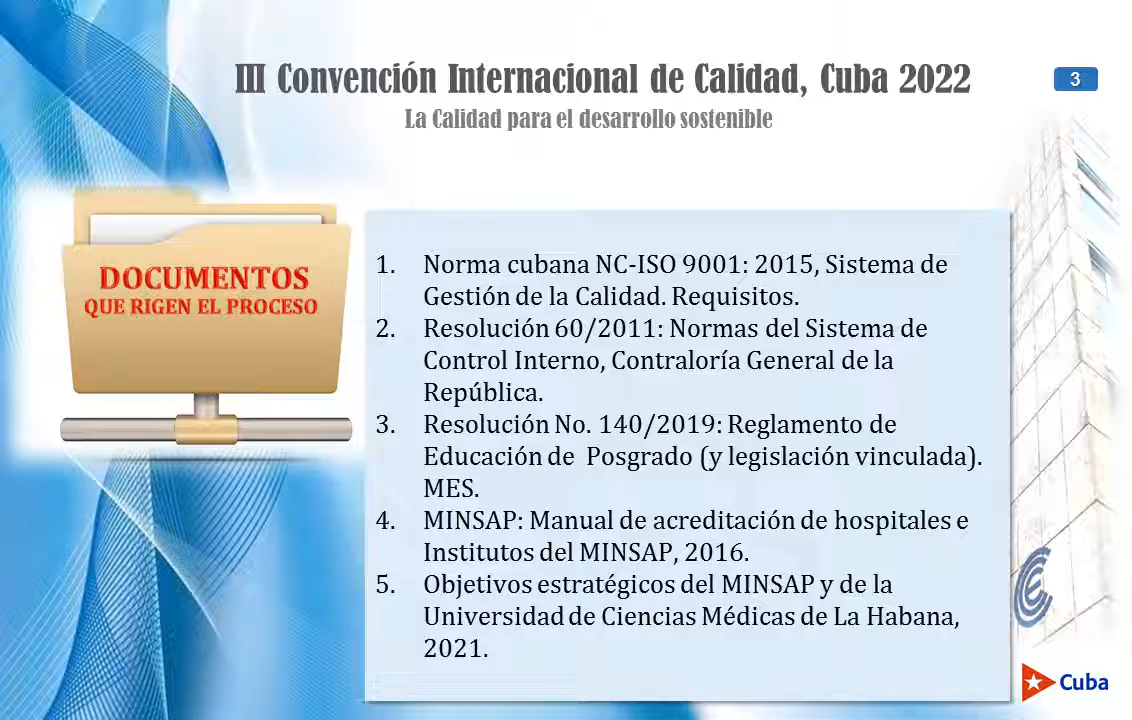 III Convención Internacional de Calidad, Cuba 2022
3
La Calidad para el desarrollo sostenible
DOCUMENTOS
QUE RIGEN EL PROCESO
1. Norma cubana NC-ISO 9001: 2015, Sistema de
Gestión de la Calidad. Requisitos.
2. Resolución 60/2011: Normas del Sistema de
Control Interno, Contraloría General de la
República.
3. Resolución No. 140/2019: Reglamento de
Educación de Posgrado (y legislación vinculada).
MES.
4. MINSAP: Manual de acreditación de hospitales e
Institutos del MINSAP, 2016.
5. Objetivos estratégicos del MINSAP y de la
Universidad de Ciencias Médicas de La Habana,
2021.
Cuba